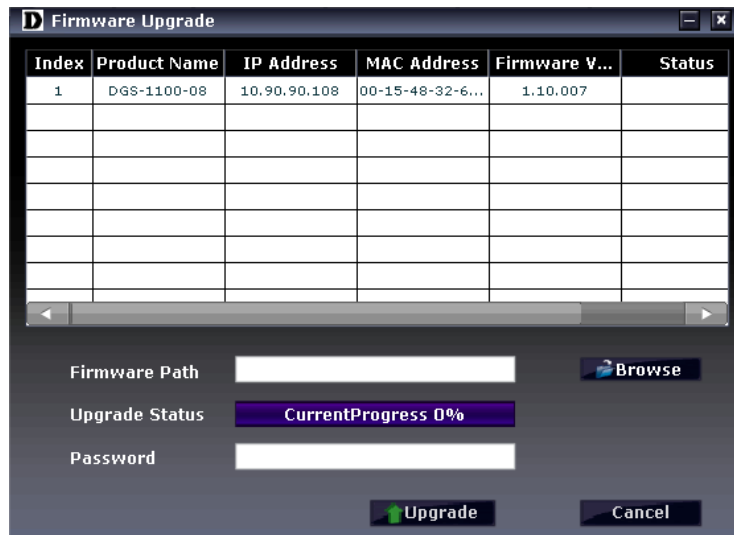 D Firmware Upgrade
Index Product Name IP Address MAC Address Firmware V... Status
1 DGS-1100-08 10.90.90.108 00-15-48-32-6... 1.10.007
Firmware Path Browse
Upgrade Status CurrentProgress 0%
Password
Upgrade Cancel